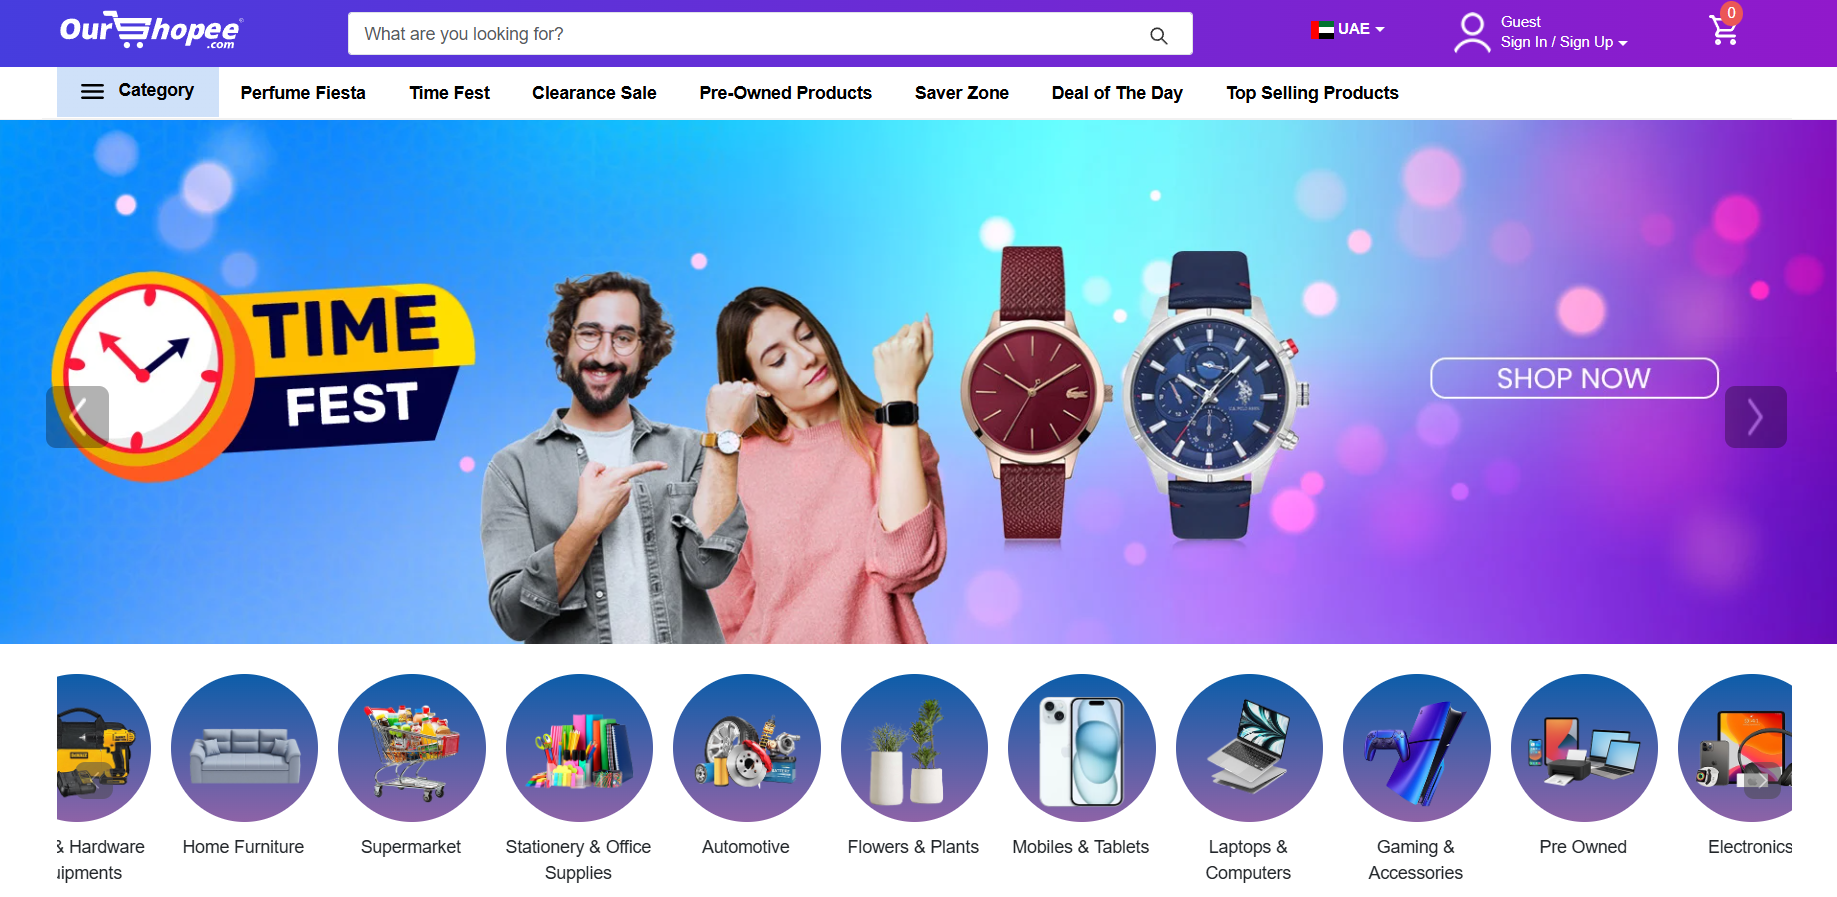 OurShopee
.com
What are you looking for?
UAE
Guest
Sign In / Sign Up
0
Category
Perfume Fiesta
Time Fest
Clearance Sale
Pre-Owned Products
Saver Zone
Deal of The Day
Top Selling Products
TIME
FEST
SHOP NOW
& Hardware
uipments
Home Furniture
Supermarket
Stationery & Office
Supplies
Automotive
Flowers & Plants
Mobiles & Tablets
Laptops &
Computers
Gaming &
Accessories
Pre Owned
Electronics